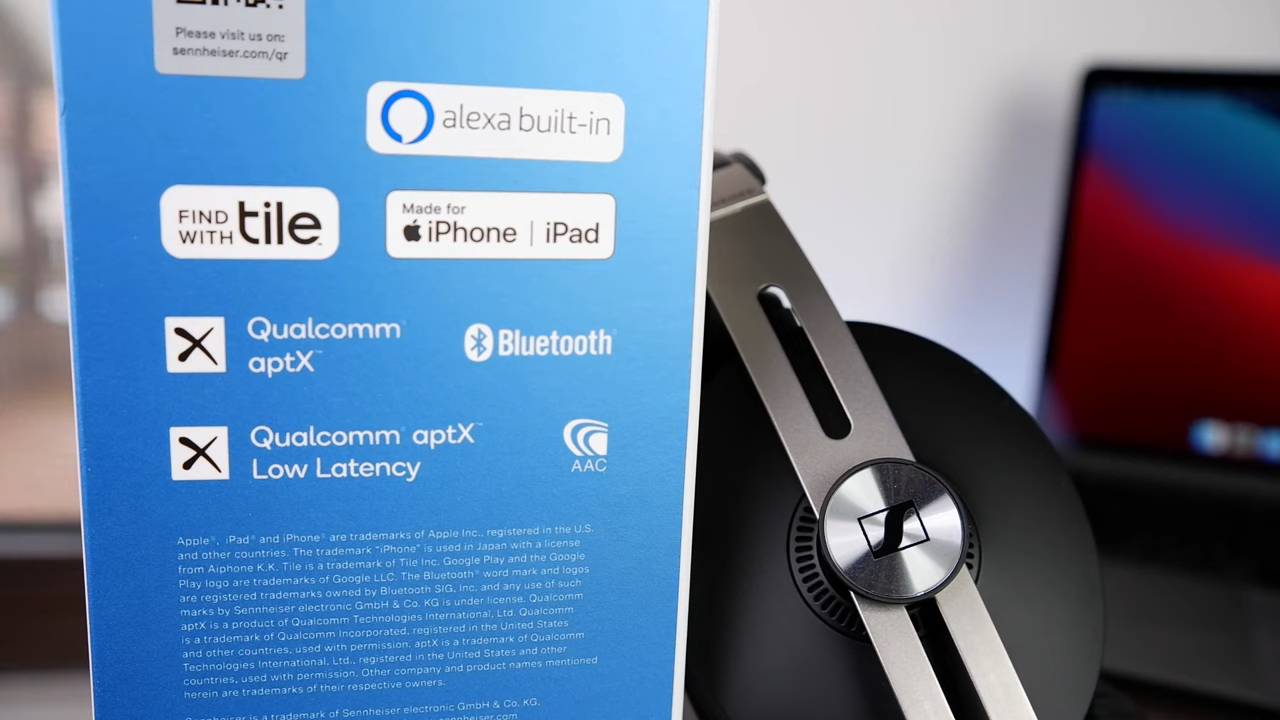 Please visit us on:
sennheiser.com/qr
alexa built-in
FIND
WITH tile™
Made for
iPhone | iPad
Qualcomm®
aptX™
Bluetooth®
Qualcomm® aptX™
Low Latency
AAC
Apple®, iPad® and iPhone® are trademarks of Apple Inc., registered in the U.S.
and other countries. The trademark “iPhone” is used in Japan with a license
from Aiphone K.K. Tile is a trademark of Tile Inc. Google Play and the Google
Play logo are trademarks of Google LLC. The Bluetooth® word mark and logos
are registered trademarks owned by Bluetooth SIG, Inc. and any use of such
marks by Sennheiser electronic GmbH & Co. KG is under license. Qualcomm
aptX is a product of Qualcomm Technologies International, Ltd. Qualcomm
is a trademark of Qualcomm Incorporated, registered in the United States
and other countries, used with permission. aptX is a trademark of Qualcomm
Technologies International, Ltd., registered in the United States and other
countries, used with permission. Other company and product names mentioned
herein are trademarks of their respective owners.
Sennheiser is a trademark of Sennheiser electronic GmbH & Co. KG.
www.sennheiser.com